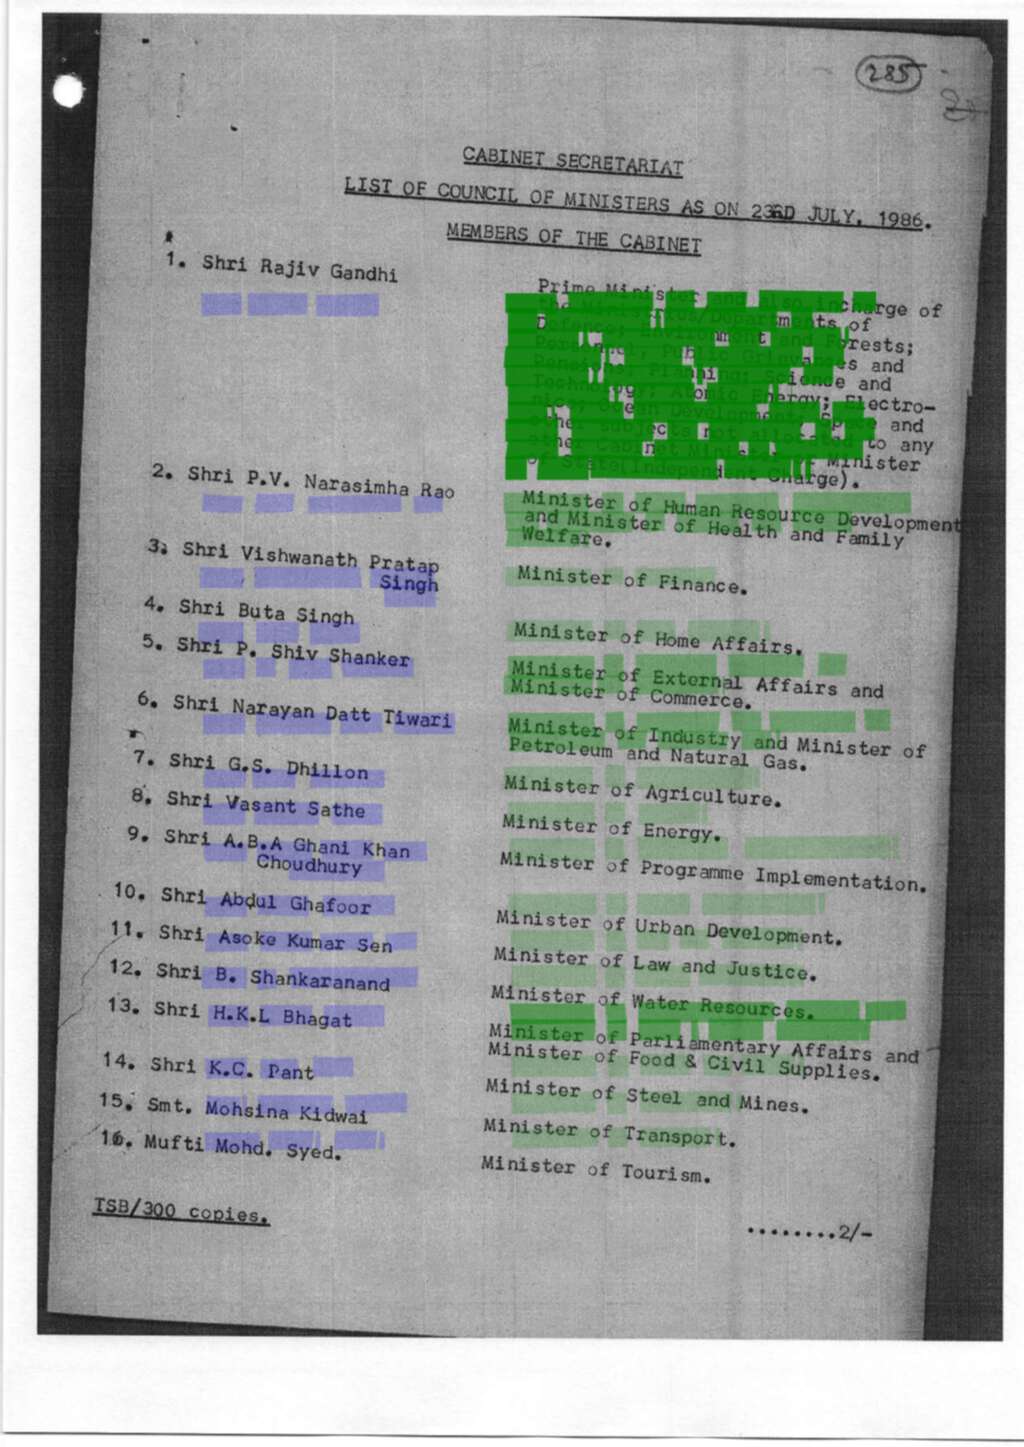 285
CABINET SECRETARIAT
LIST OF COUNCIL OF MINISTERS AS ON 23RD JULY, 1986.
MEMBERS OF THE CABINET
1. Shri Rajiv Gandhi
Prime Minister and also incharge of
the Ministries/Departments of
Defence; Environment and Forests;
Personnel, Public Grievances and
Pensions; Planning; Science and
Technology; Atomic Energy; Electro-
nics; Ocean Development; Space and
other subjects not allocated to any
other Cabinet Minister or Minister
of State(Independent Charge).
2. Shri P.V. Narasimha Rao
Minister of Human Resource Development
and Minister of Health and Family
Welfare.
3. Shri Vishwanath Pratap
Singh
Minister of Finance.
4. Shri Buta Singh
Minister of Home Affairs.
5. Shri P. Shiv Shanker
Minister of External Affairs and
Minister of Commerce.
6. Shri Narayan Datt Tiwari
Minister of Industry and Minister of
Petroleum and Natural Gas.
7. Shri G.S. Dhillon
Minister of Agriculture.
8. Shri Vasant Sathe
Minister of Energy.
9. Shri A.B.A Ghani Khan
Choudhury
Minister of Programme Implementation.
10. Shri Abdul Ghafoor
Minister of Urban Development.
11. Shri Asoke Kumar Sen
Minister of Law and Justice.
12. Shri B. Shankaranand
Minister of Water Resources.
13. Shri H.K.L Bhagat
Minister of Parliamentary Affairs and
Minister of Food & Civil Supplies.
14. Shri K.C. Pant
Minister of Steel and Mines.
15. Smt. Mohsina Kidwai
Minister of Transport.
16. Mufti Mohd. Syed.
Minister of Tourism.
TSB/300 copies.
........2/-